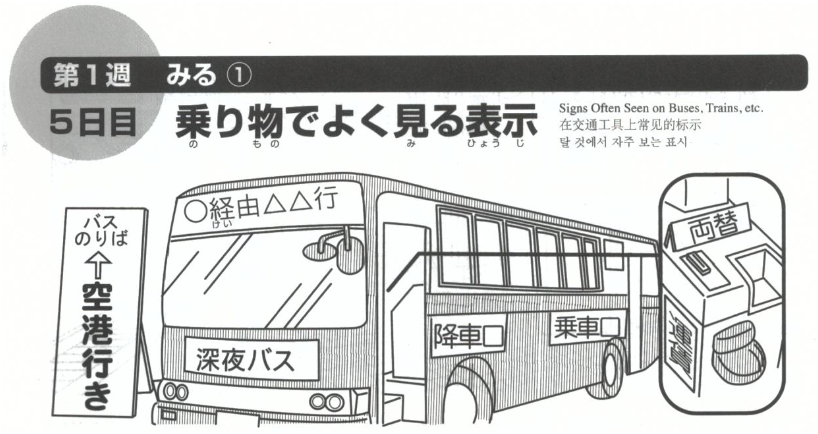 第1週 みる ①
5日目 乗り物でよく見る表示
の もの み ひょう じ
Signs Often Seen on Buses, Trains, etc.
在交通工具上常见的标示
탈 것에서 자주 보는 표시
バス
のりば
↑
空港行き
○経由△△行
けい
深夜バス
降車口
乗車口
両替
運賃